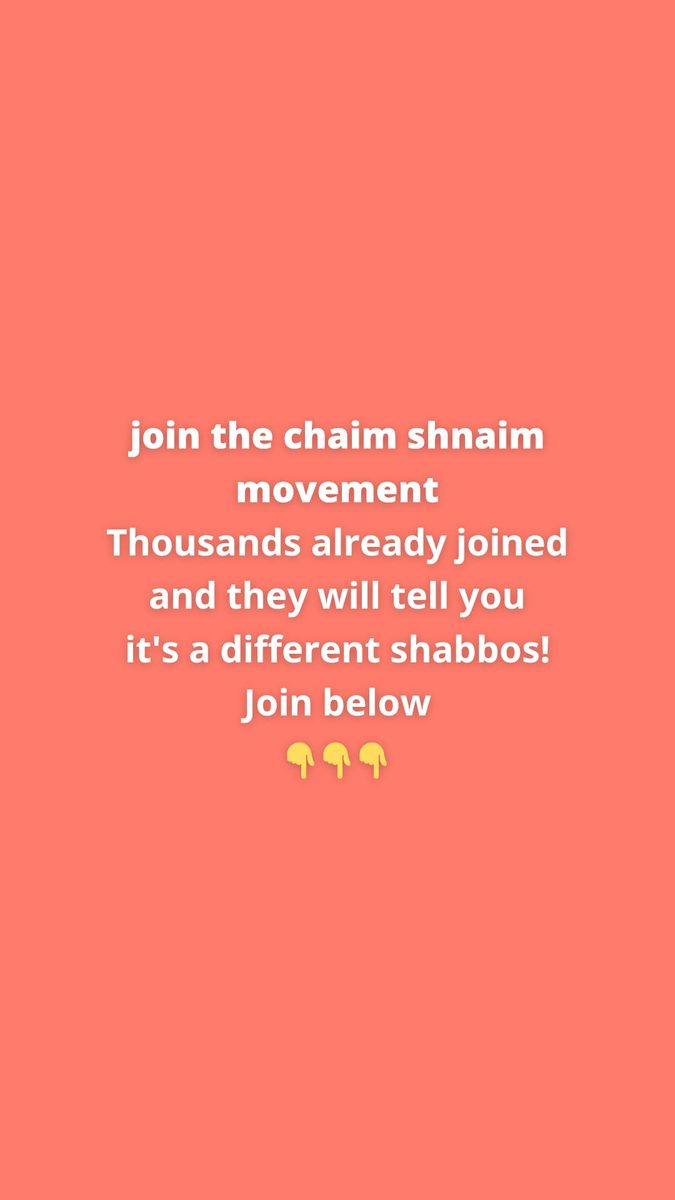 join the chaim shnaim
movement
Thousands already joined
and they will tell you
it's a different shabbos!
Join below
👇👇👇